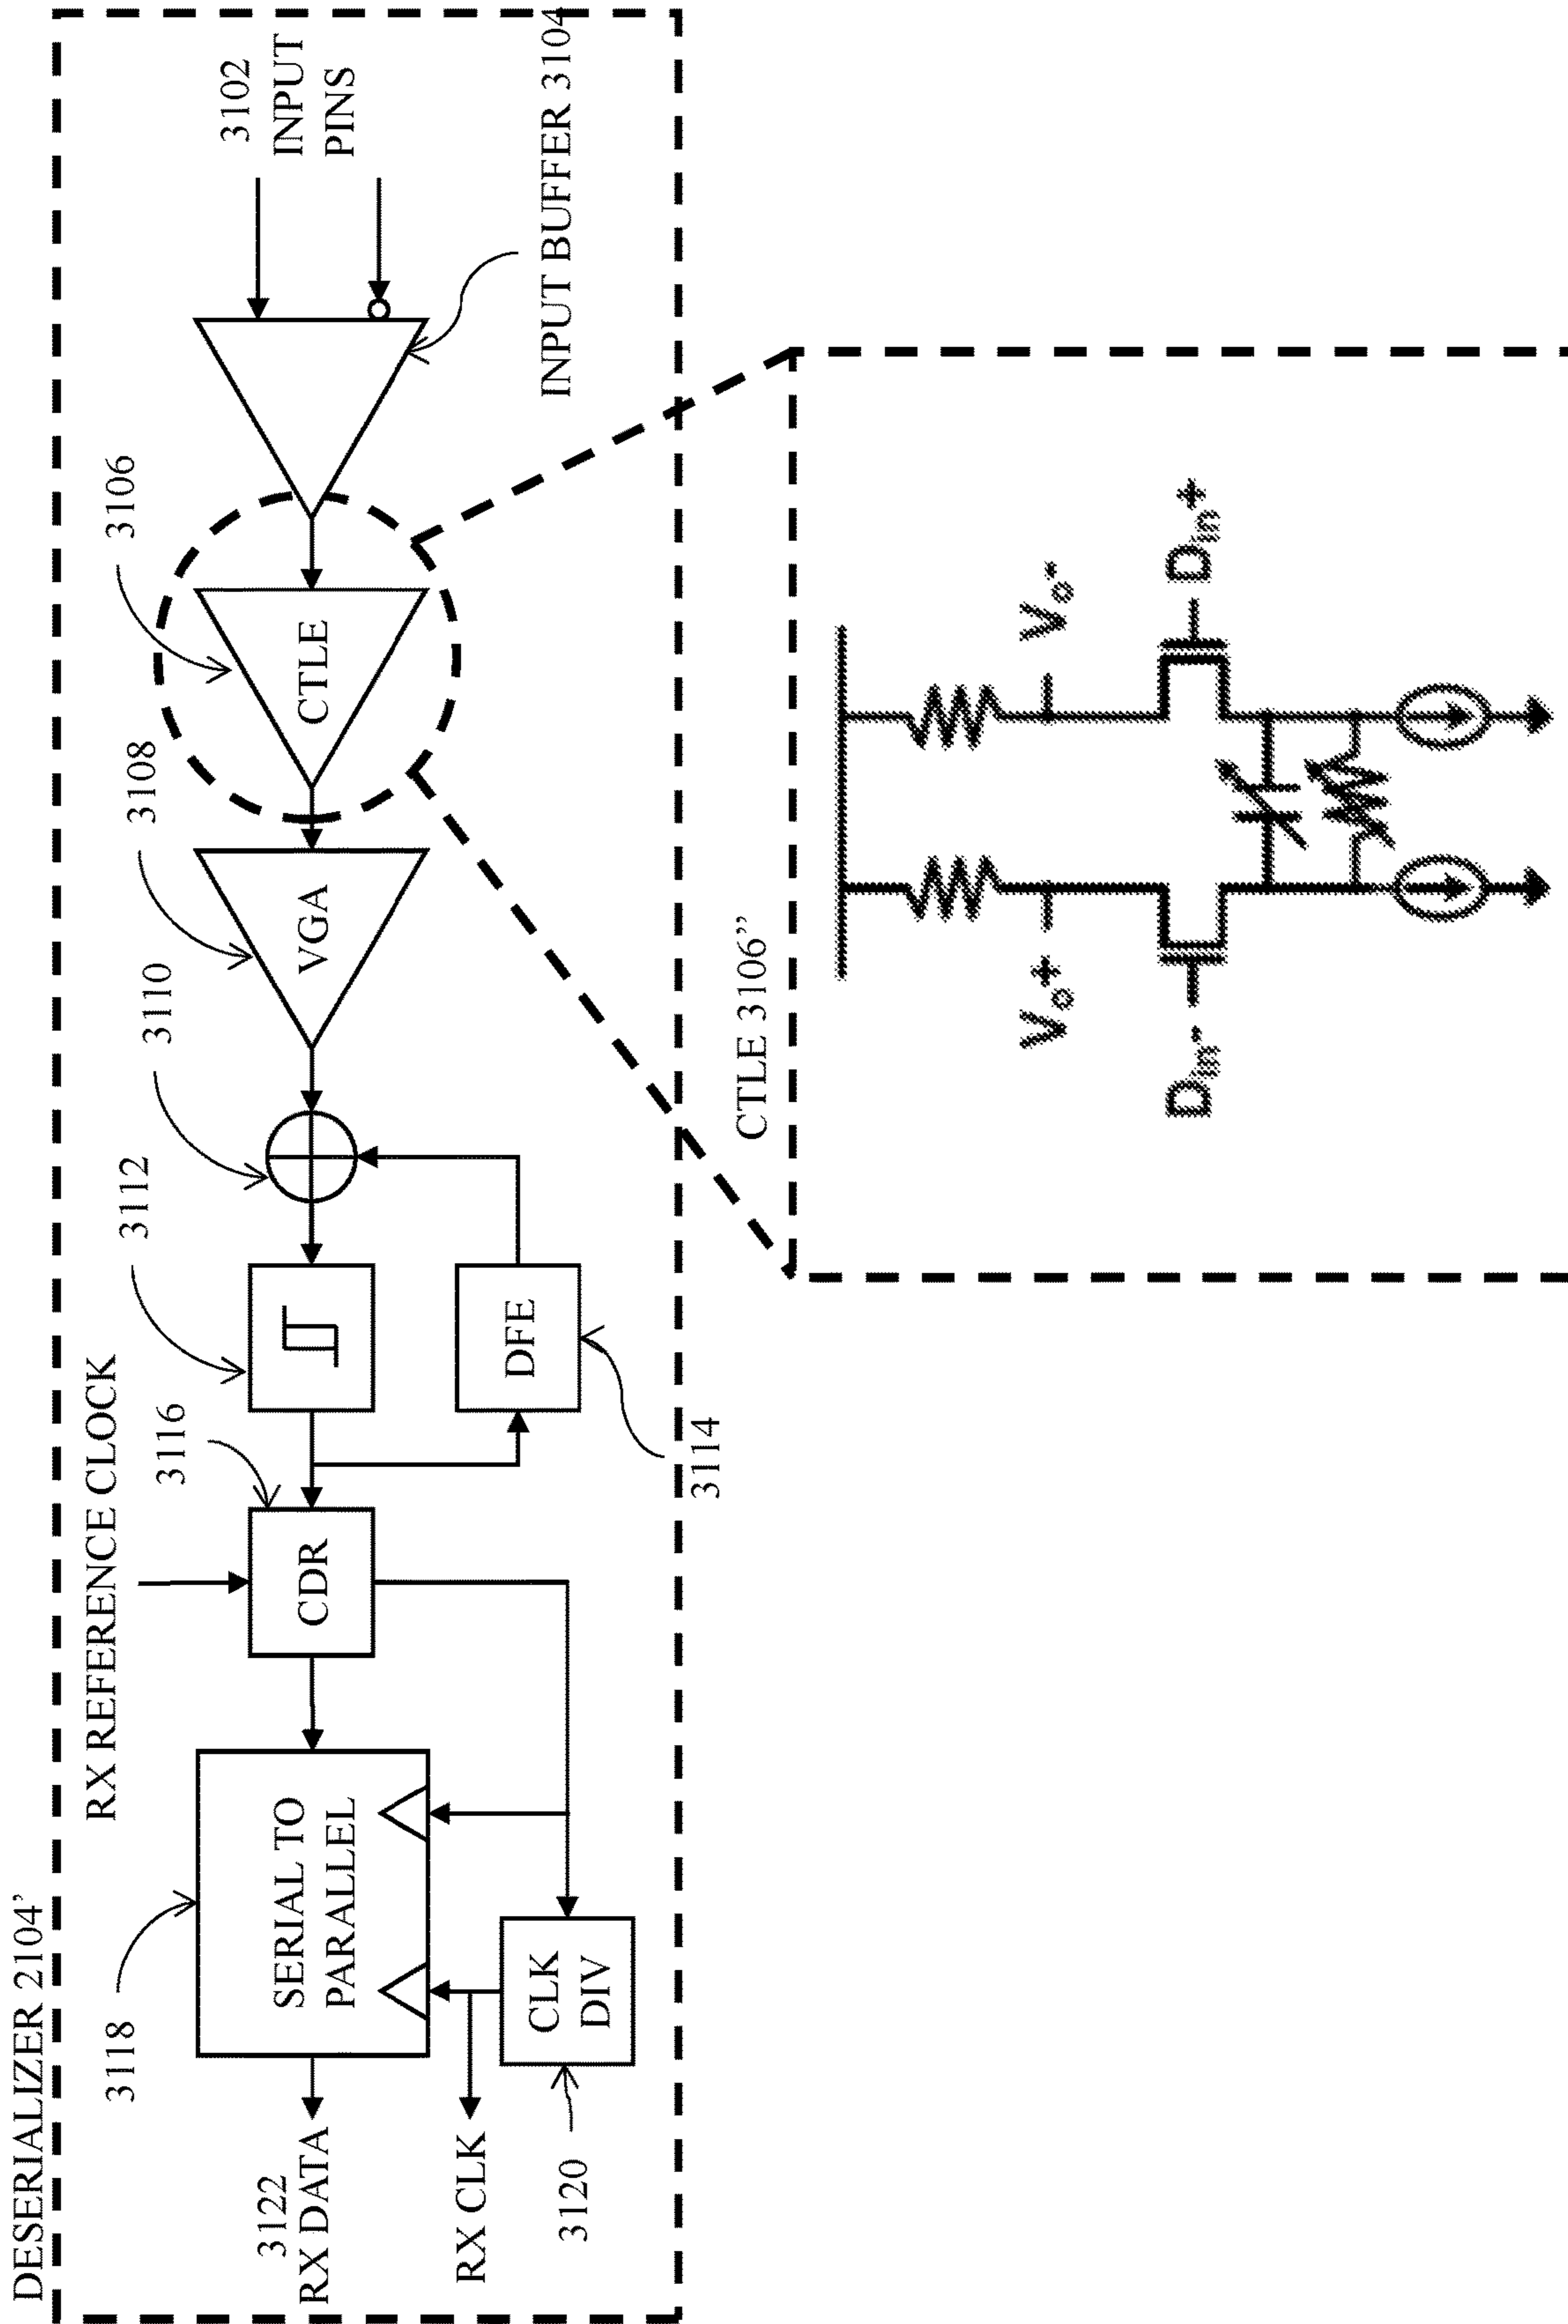 DESERIALIZER 2104’
RX REFERENCE CLOCK
3118
3116
3112
3110
3108
3106
3102
INPUT
PINS
3122
RX DATA
SERIAL TO
PARALLEL
CDR
VGA
CTLE
RX CLK
CLK
DIV
DFE
INPUT BUFFER 3104
3120
3114
CTLE 3106”
Vo+
Vo-
Din-
Din+